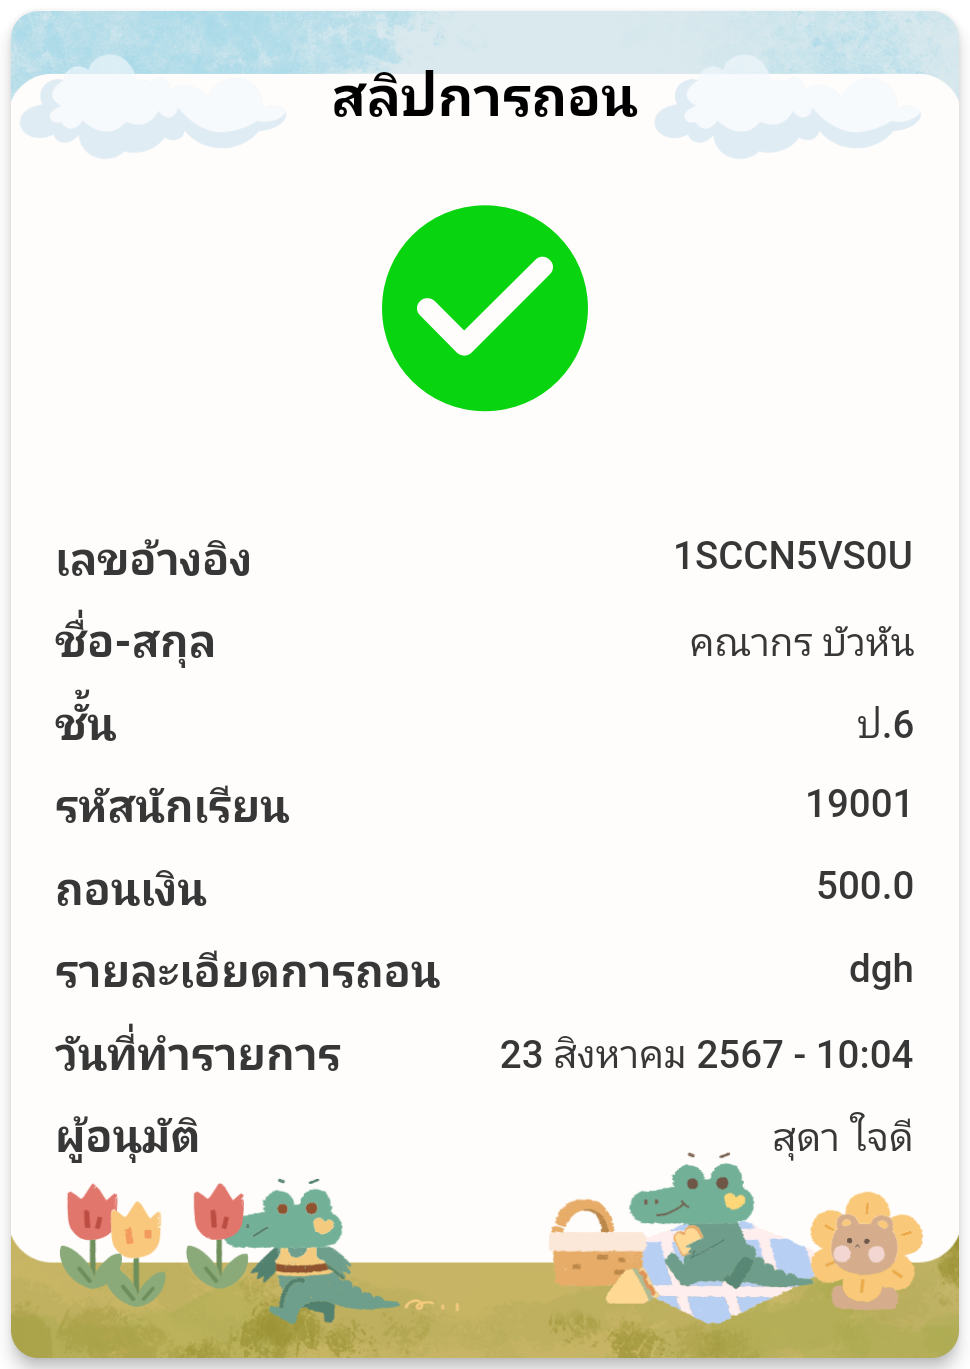 สลิปการถอน
เลขอ้างอิง 1SCCN5VS0U
ชื่อ-สกุล คณากร บัวหัน
ชั้น ป.6
รหัสนักเรียน 19001
ถอนเงิน 500.0
รายละเอียดการถอน dgh
วันที่ทำรายการ 23 สิงหาคม 2567 - 10:04
ผู้อนุมัติ สุดา ใจดี